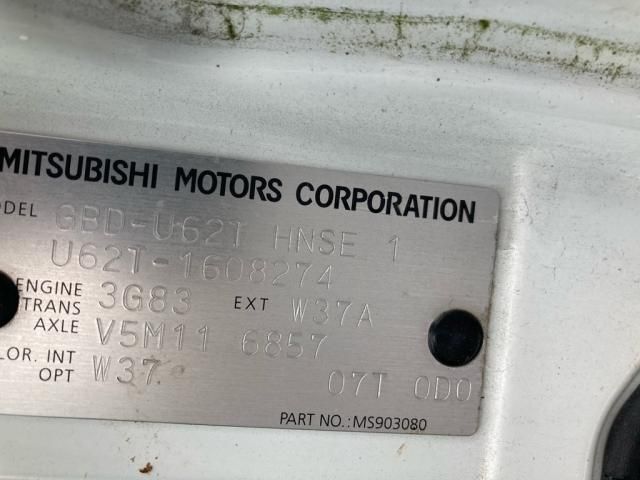 MITSUBISHI MOTORS CORPORATION
ODEL GBD-U62T HNSE 1
U62T-1608274
ENGINE 3G83 EXT W37A
TRANS
AXLE V5M11 6857
LOR. INT W37
OPT 07T 0D0
PART NO.:MS903080